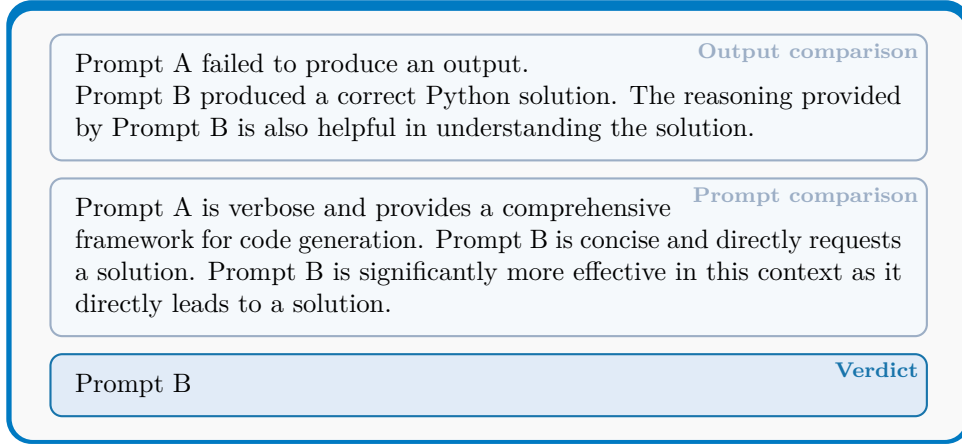 Output comparison
Prompt A failed to produce an output.
Prompt B produced a correct Python solution. The reasoning provided
by Prompt B is also helpful in understanding the solution.
Prompt comparison
Prompt A is verbose and provides a comprehensive
framework for code generation. Prompt B is concise and directly requests
a solution. Prompt B is significantly more effective in this context as it
directly leads to a solution.
Verdict
Prompt B